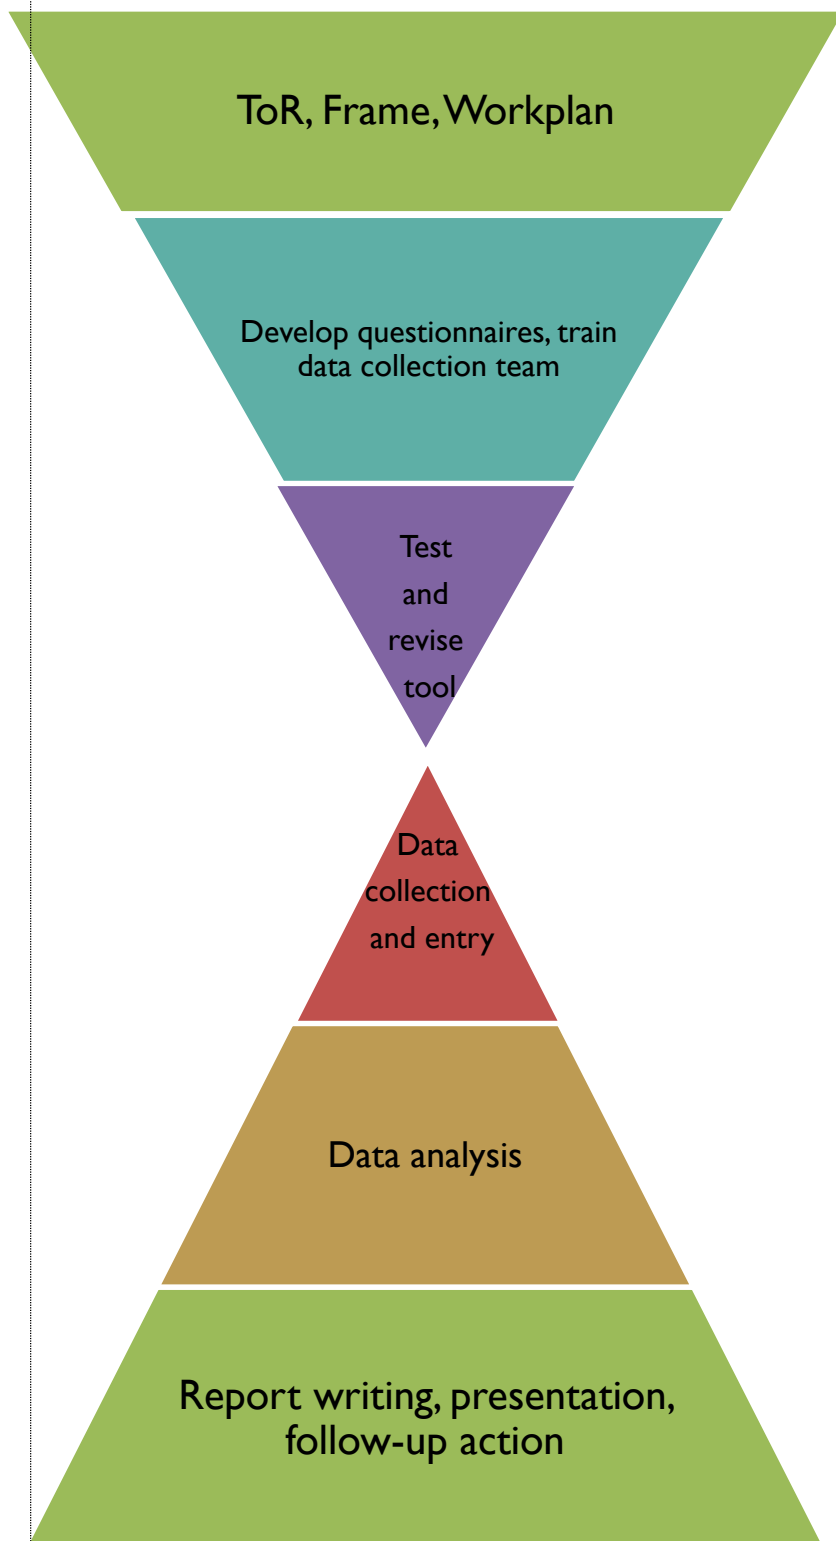 ToR, Frame, Workplan
Develop questionnaires, train
data collection team
Test
and
revise
tool
Data
collection
and entry
Data analysis
Report writing, presentation,
follow-up action